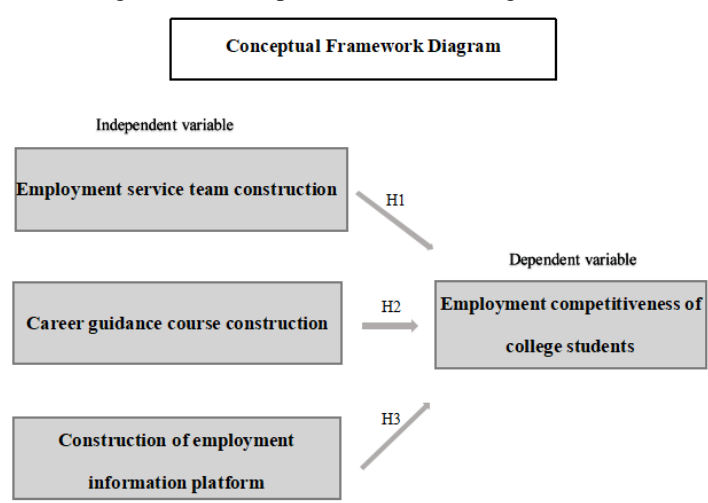 Conceptual Framework Diagram
Independent variable
Employment service team construction
H1
Dependent variable
Career guidance course construction
H2
Employment competitiveness of
college students
H3
Construction of employment
information platform